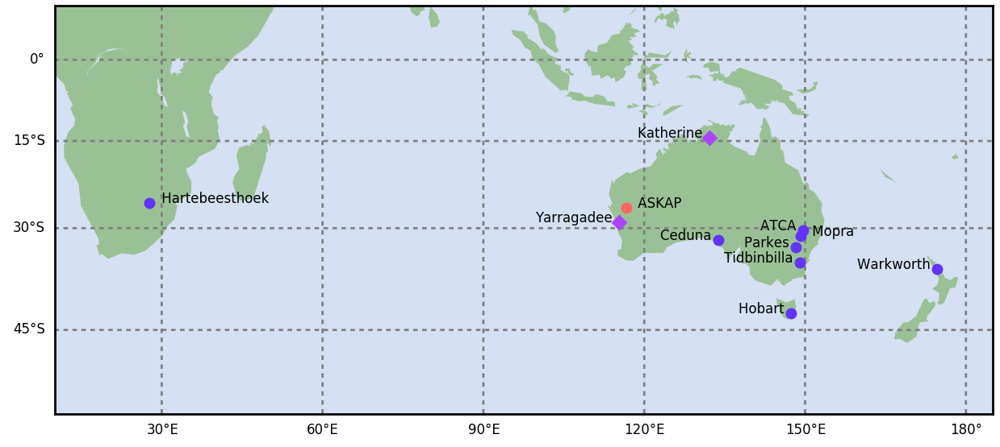 0°
15°S
30°S
45°S
Katherine
Hartebeesthoek
ASKAP
Yarragadee
ATCA
Mopra
Ceduna
Parkes
Tidbinbilla
Warkworth
Hobart
30°E
60°E
90°E
120°E
150°E
180°